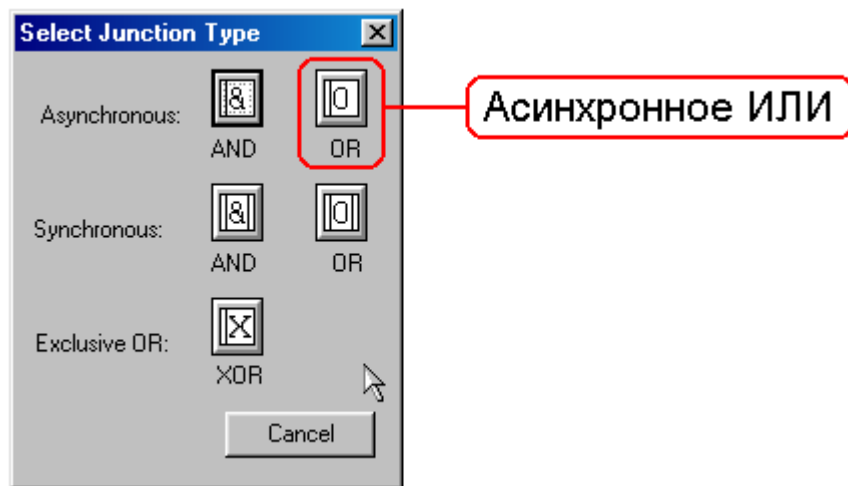 Select Junction Type
Asynchronous:
&
O
Асинхронное ИЛИ
AND
OR
Synchronous:
&
O
AND
OR
Exclusive OR:
X
XOR
Cancel